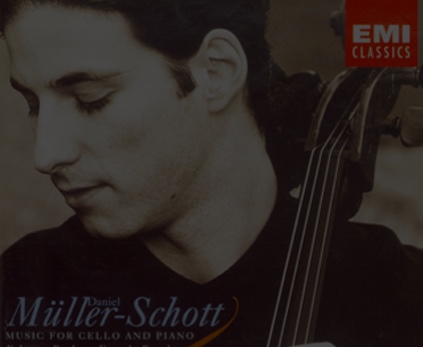 EMI
CLASSICS
Daniel
Müller-Schott
MUSIC FOR CELLO AND PIANO